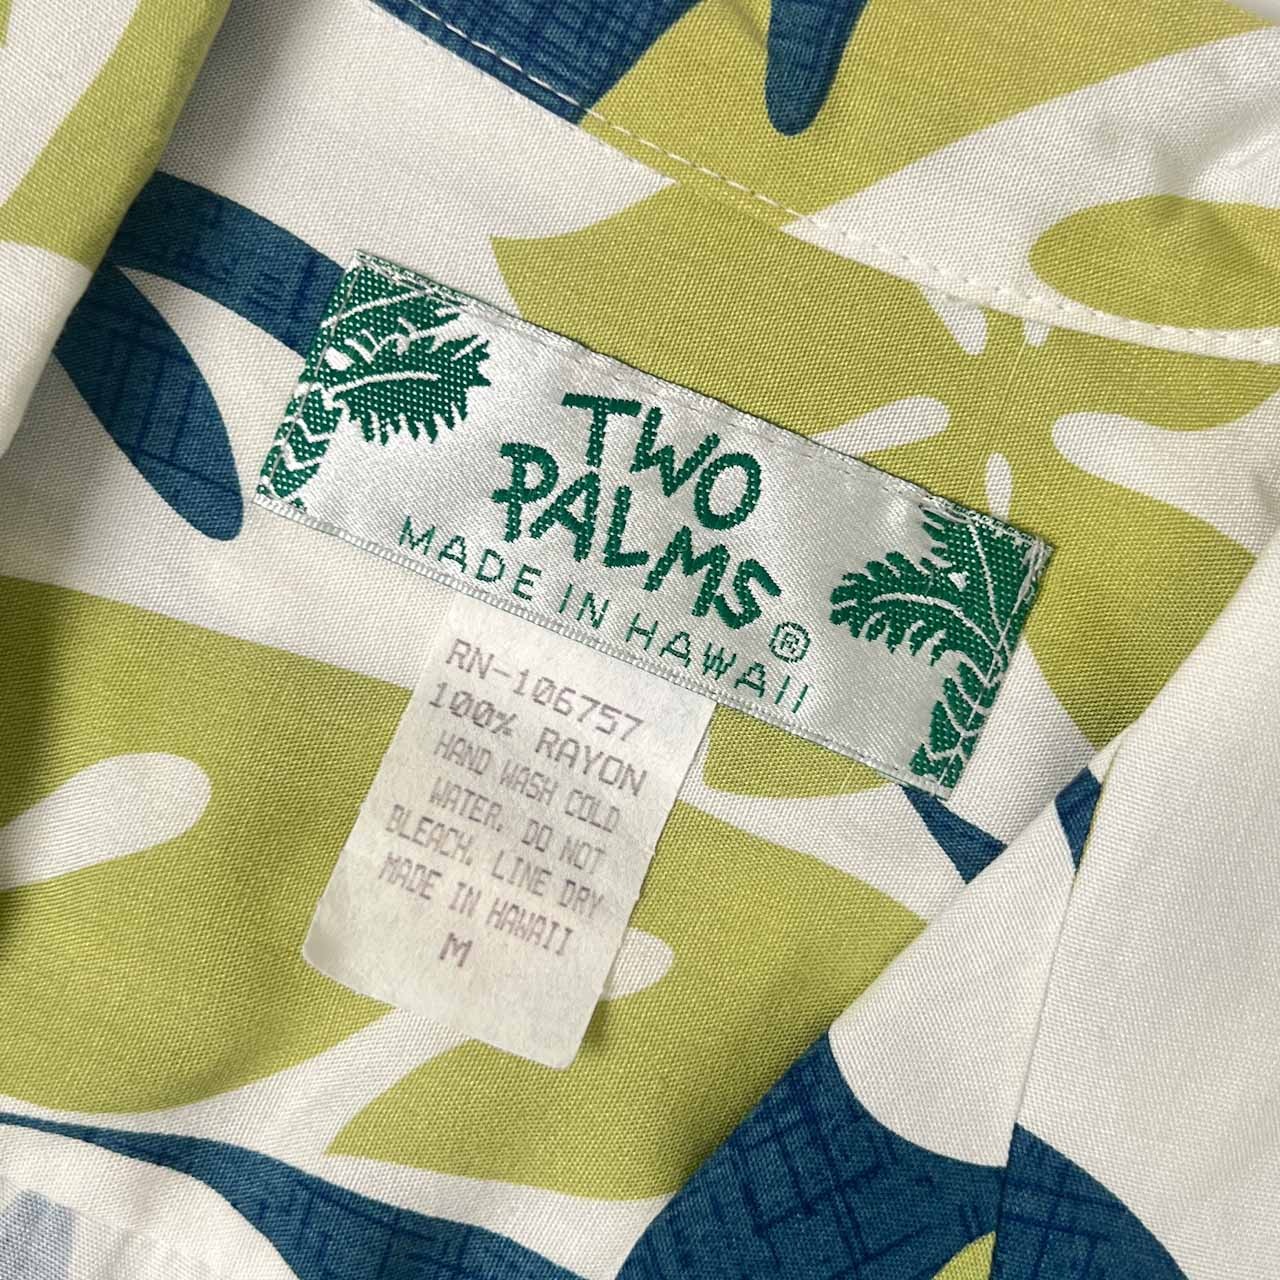 TWO
PALMS®
MADE IN HAWAII
RN-106757
100% RAYON
HAND WASH COLD
WATER. DO NOT
BLEACH. LINE DRY
MADE IN HAWAII
M